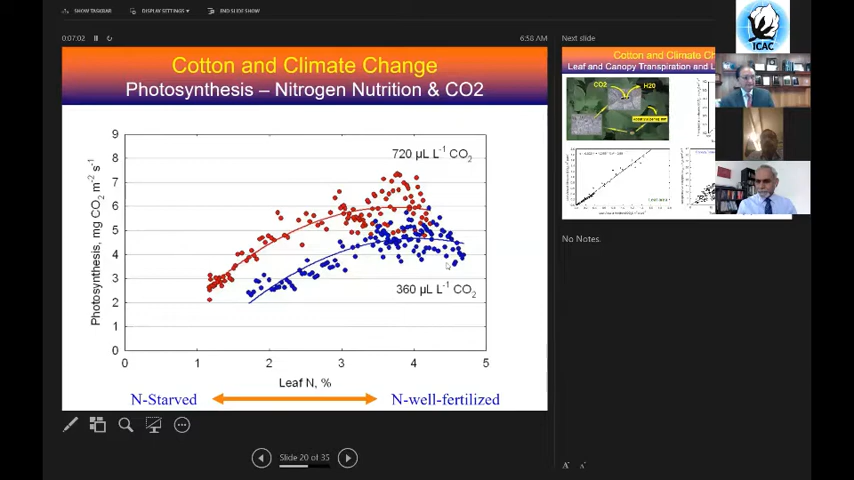 SHOW TASKBAR
DISPLAY SETTINGS
END SLIDE SHOW
0:07:02
6:58 AM
Next slide
Cotton and Climate Change
Photosynthesis – Nitrogen Nutrition & CO2
9
8
7
6
5
4
3
2
1
0
Photosynthesis, mg CO2 m-2 s-1
720 µL L-1 CO2
360 µL L-1 CO2
0
1
2
3
4
5
Leaf N, %
N-Starved
N-well-fertilized
Slide 20 of 35
Cotton and Climate Ch
Leaf and Canopy Transpiration and L
CO2
H20
ICAC
No Notes.